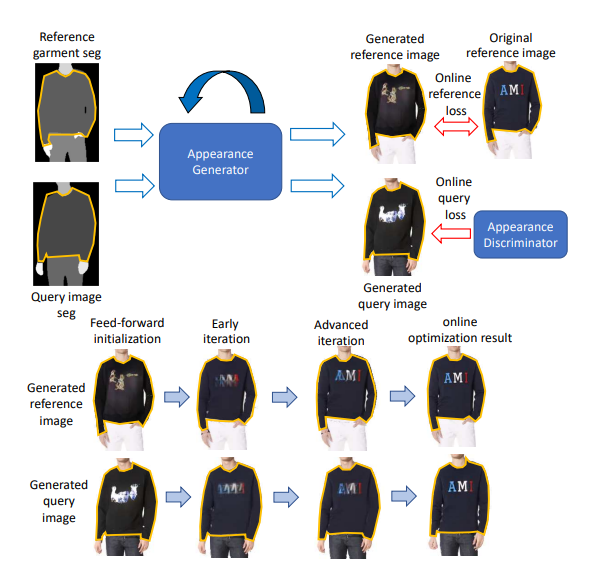 Reference
garment seg
Generated
reference image
Original
reference image
Online
reference
loss
AMI
Appearance
Generator
Online
query
loss
Appearance
Discriminator
Query image
seg
Generated
query image
Feed-forward
initialization
Early
iteration
Advanced
iteration
online
optimization result
Generated
reference
image
AMI
AMI
Generated
query
image
AMI
AMI